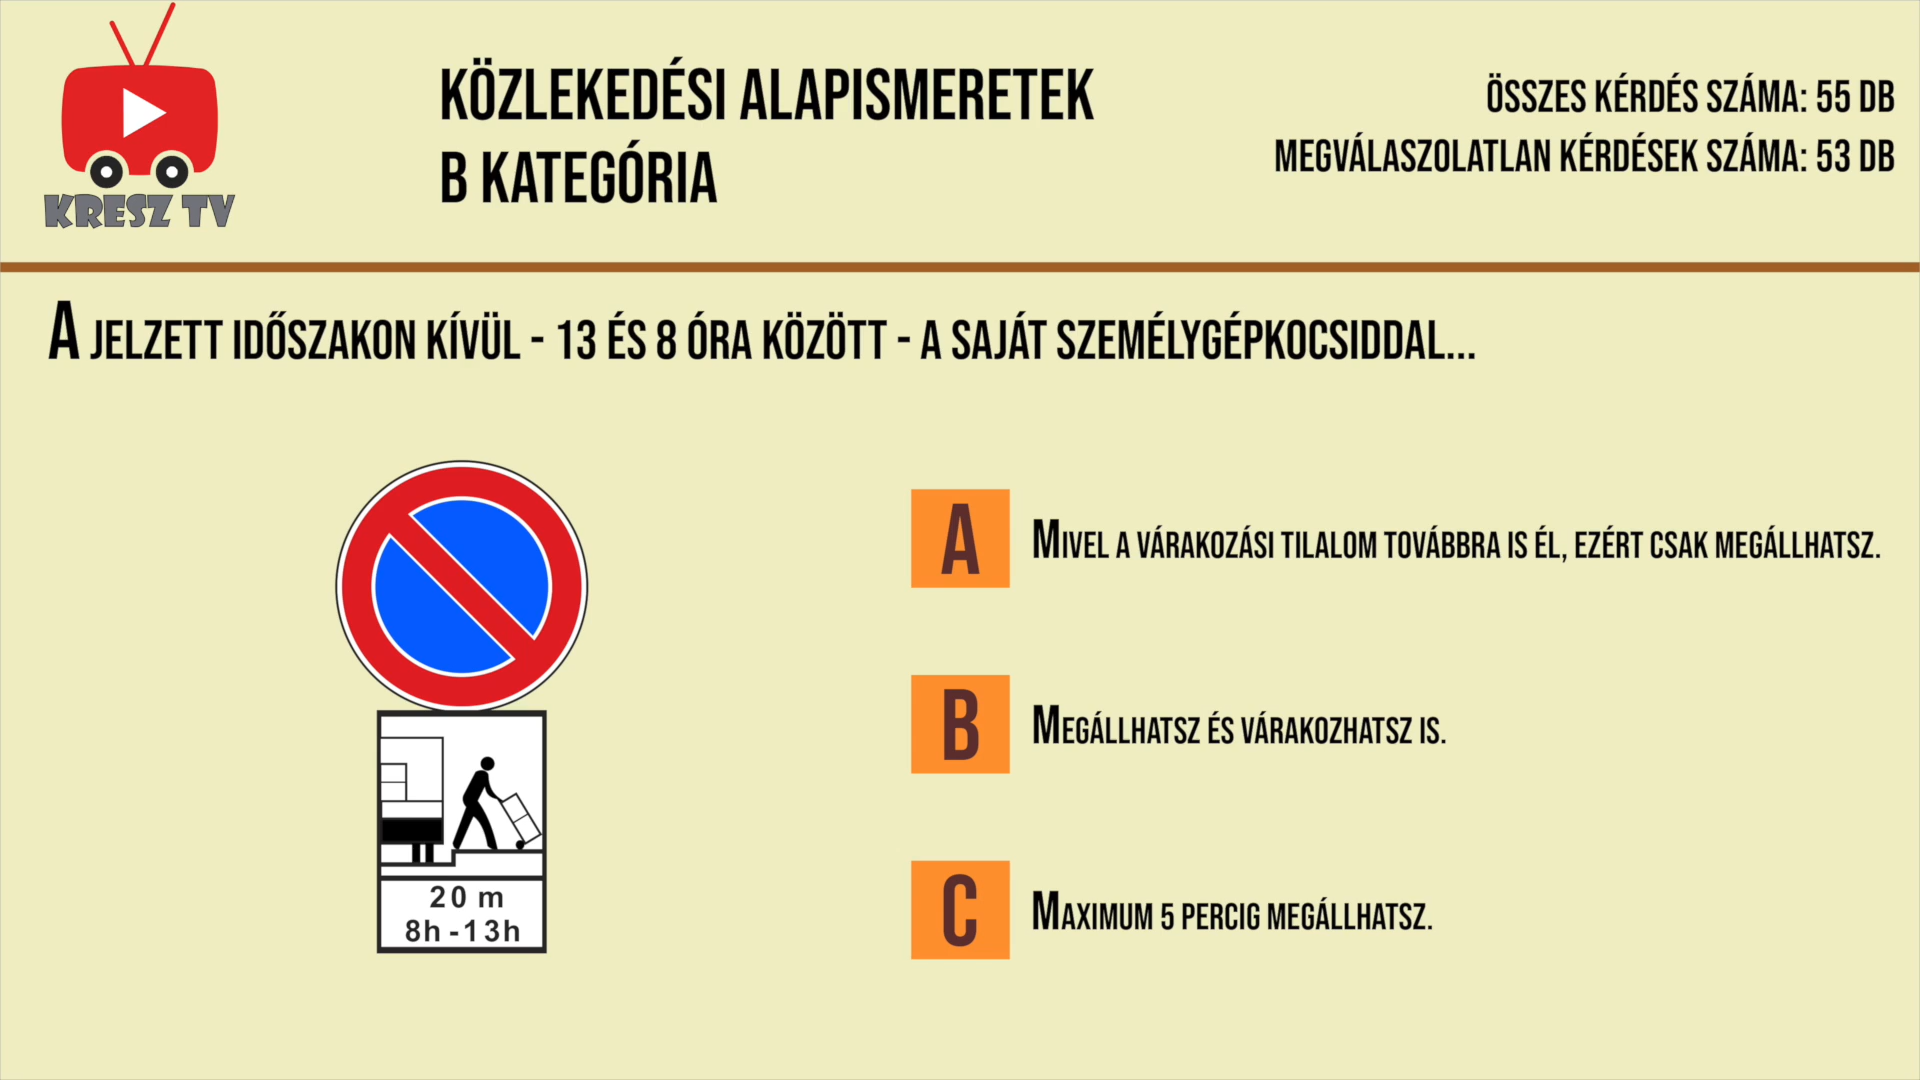 KRESZ TV
KÖZLEKEDÉSI ALAPISMERETEK
B KATEGÓRIA
ÖSSZES KÉRDÉS SZÁMA: 55 DB
MEGVÁLASZOLATLAN KÉRDÉSEK SZÁMA: 53 DB
A JELZETT IDŐSZAKON KÍVÜL - 13 ÉS 8 ÓRA KÖZÖTT - A SAJÁT SZEMÉLYGÉPKOCSIDDAL...
20 m
8h - 13h
A MIVEL A VÁRAKOZÁSI TILALOM TOVÁBBRA IS ÉL, EZÉRT CSAK MEGÁLLHATSZ.
B MEGÁLLHATSZ ÉS VÁRAKOZHATSZ IS.
C MAXIMUM 5 PERCIG MEGÁLLHATSZ.